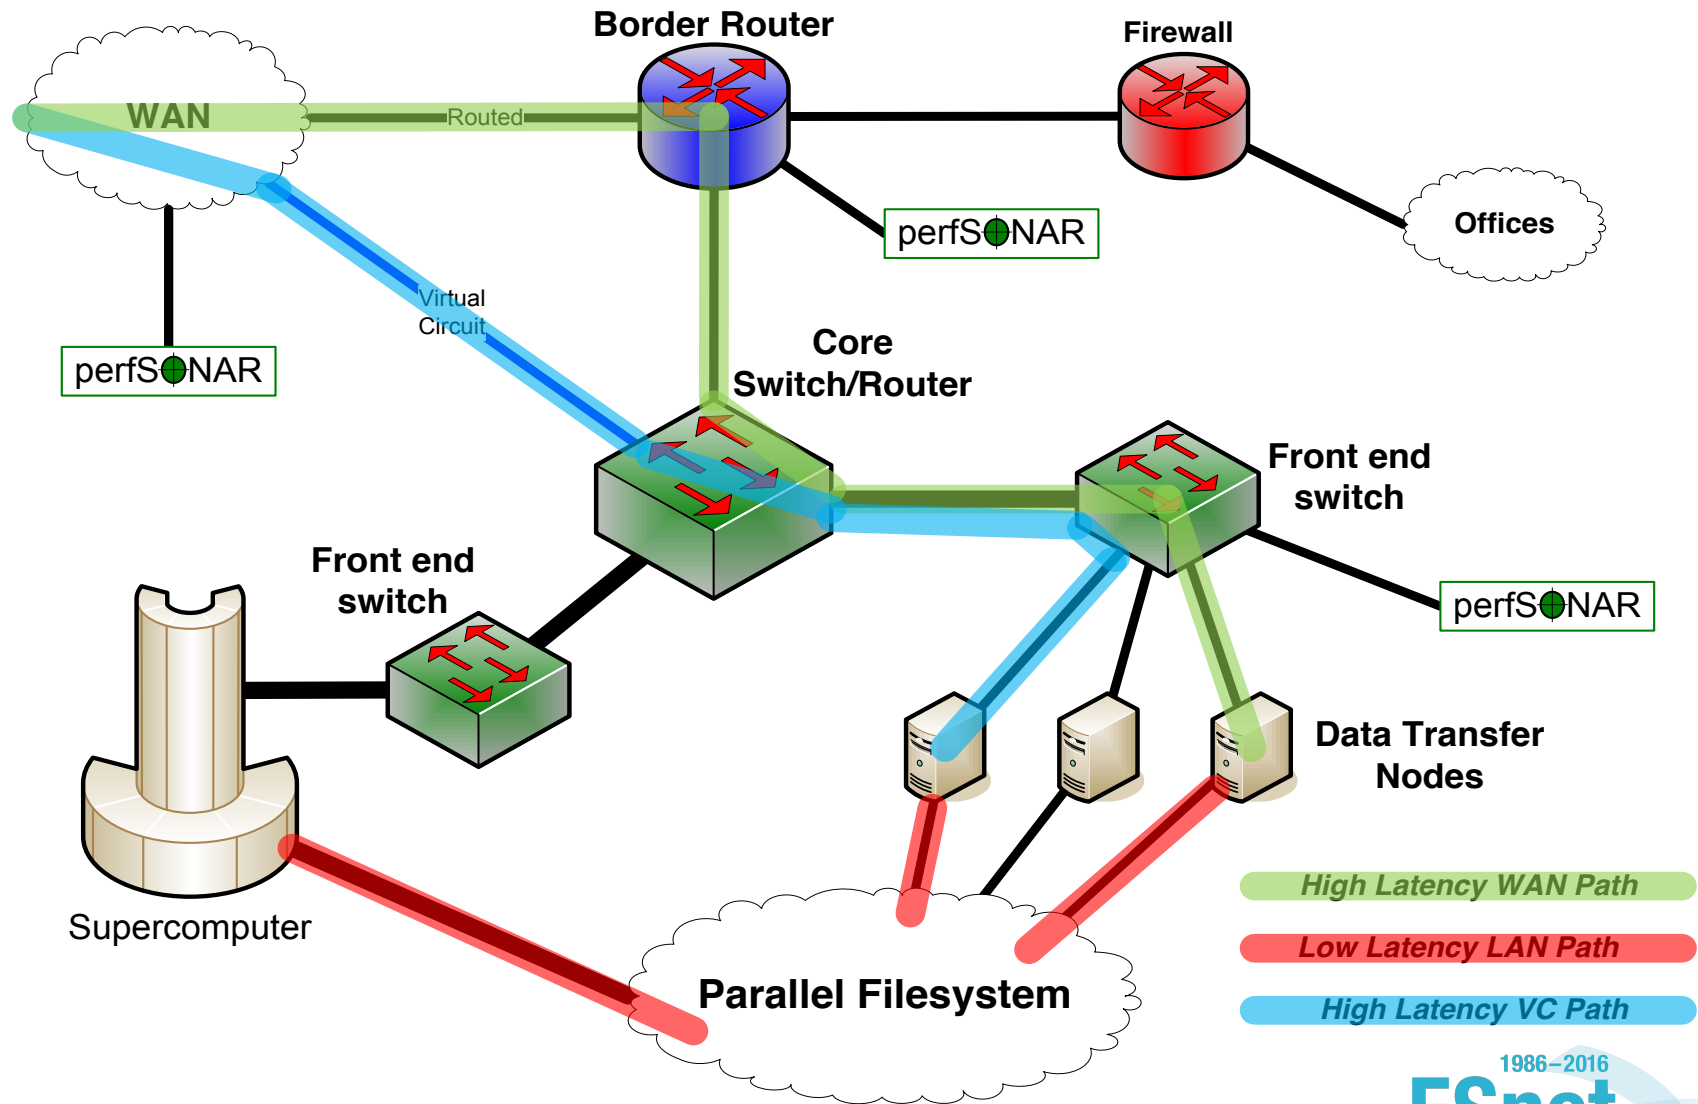 Border Router
Firewall
WAN
Routed
Offices
perfSONAR
Virtual
Circuit
perfSONAR
Core
Switch/Router
Front end
switch
Front end
switch
perfSONAR
Data Transfer
Nodes
High Latency WAN Path
Supercomputer
Low Latency LAN Path
Parallel Filesystem
High Latency VC Path
1986–2016
ESnet